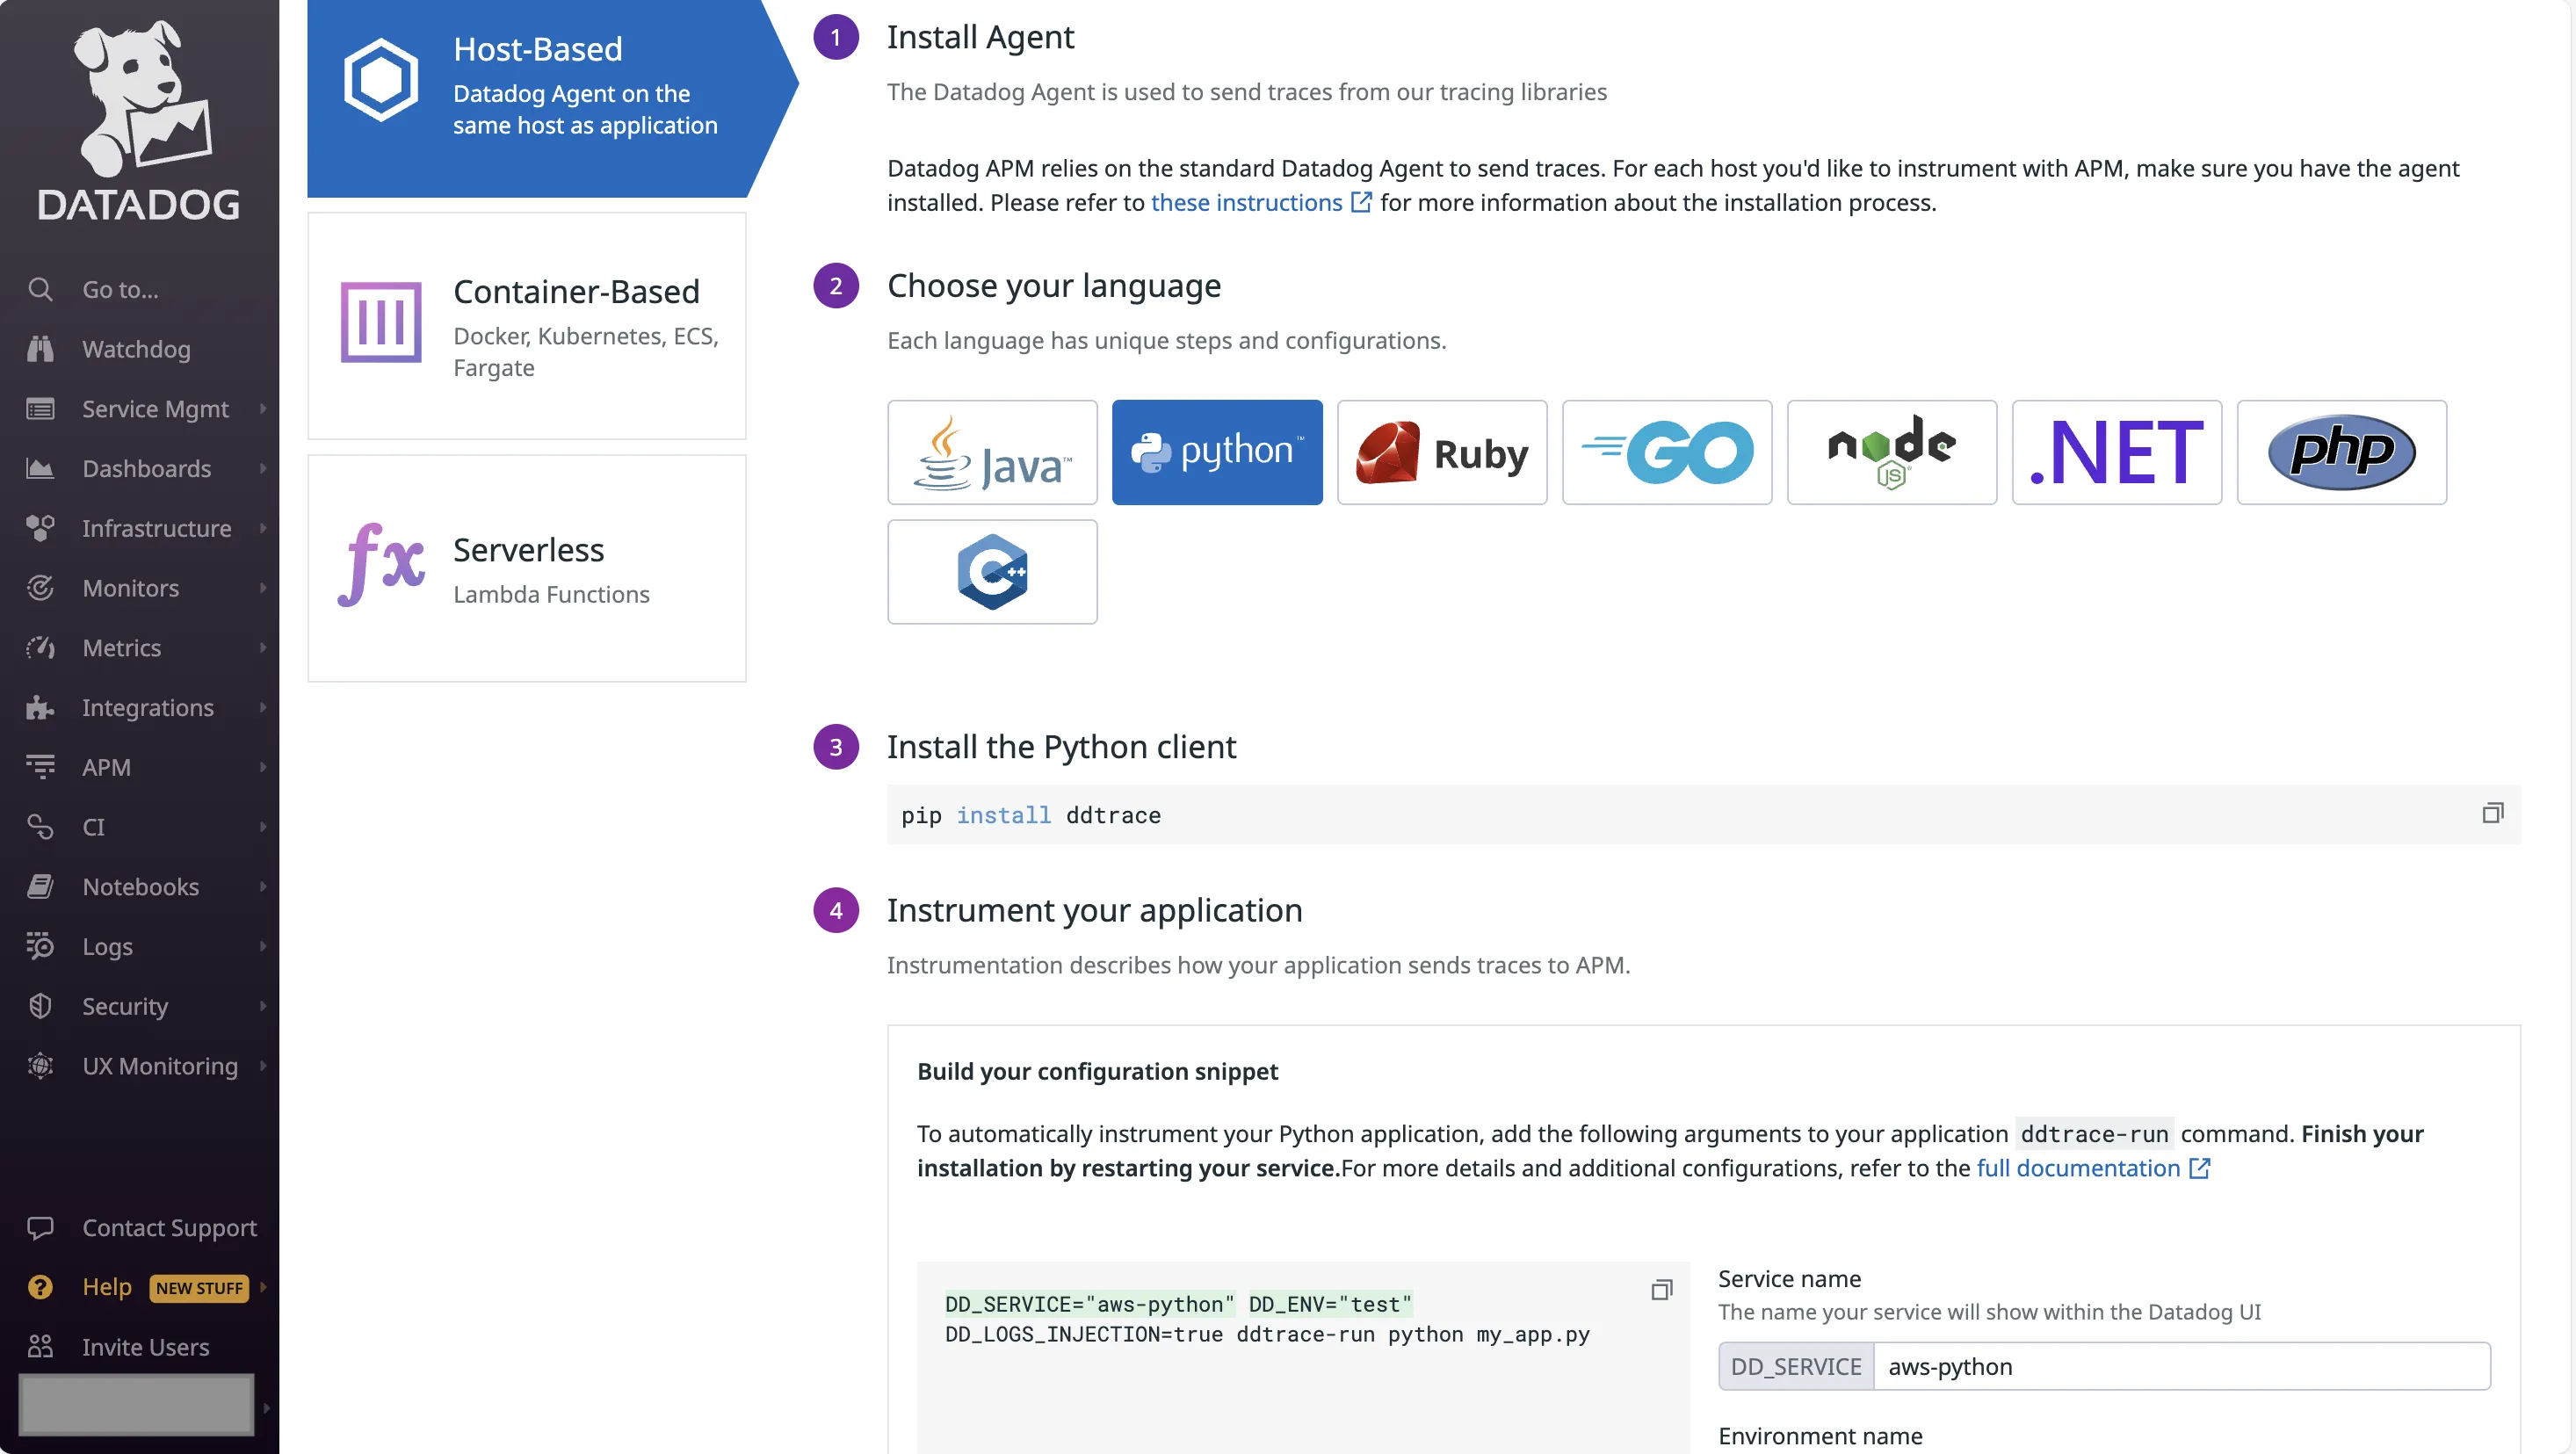 DATADOG
Go to...
Watchdog
Service Mgmt
Dashboards
Infrastructure
Monitors
Metrics
Integrations
APM
CI
Notebooks
Logs
Security
UX Monitoring
Contact Support
Help NEW STUFF
Invite Users
Host-Based
Datadog Agent on the
same host as application
Container-Based
Docker, Kubernetes, ECS,
Fargate
fx
Serverless
Lambda Functions
1 Install Agent
The Datadog Agent is used to send traces from our tracing libraries
Datadog APM relies on the standard Datadog Agent to send traces. For each host you'd like to instrument with APM, make sure you have the agent
installed. Please refer to these instructions for more information about the installation process.
2 Choose your language
Each language has unique steps and configurations.
Java™ python™ Ruby GO node JS® .NET php
C++
3 Install the Python client
pip install ddtrace
4 Instrument your application
Instrumentation describes how your application sends traces to APM.
Build your configuration snippet
To automatically instrument your Python application, add the following arguments to your application ddtrace-run command. Finish your
installation by restarting your service.For more details and additional configurations, refer to the full documentation
DD_SERVICE="aws-python" DD_ENV="test"
DD_LOGS_INJECTION=true ddtrace-run python my_app.py
Service name
The name your service will show within the Datadog UI
DD_SERVICE aws-python
Environment name